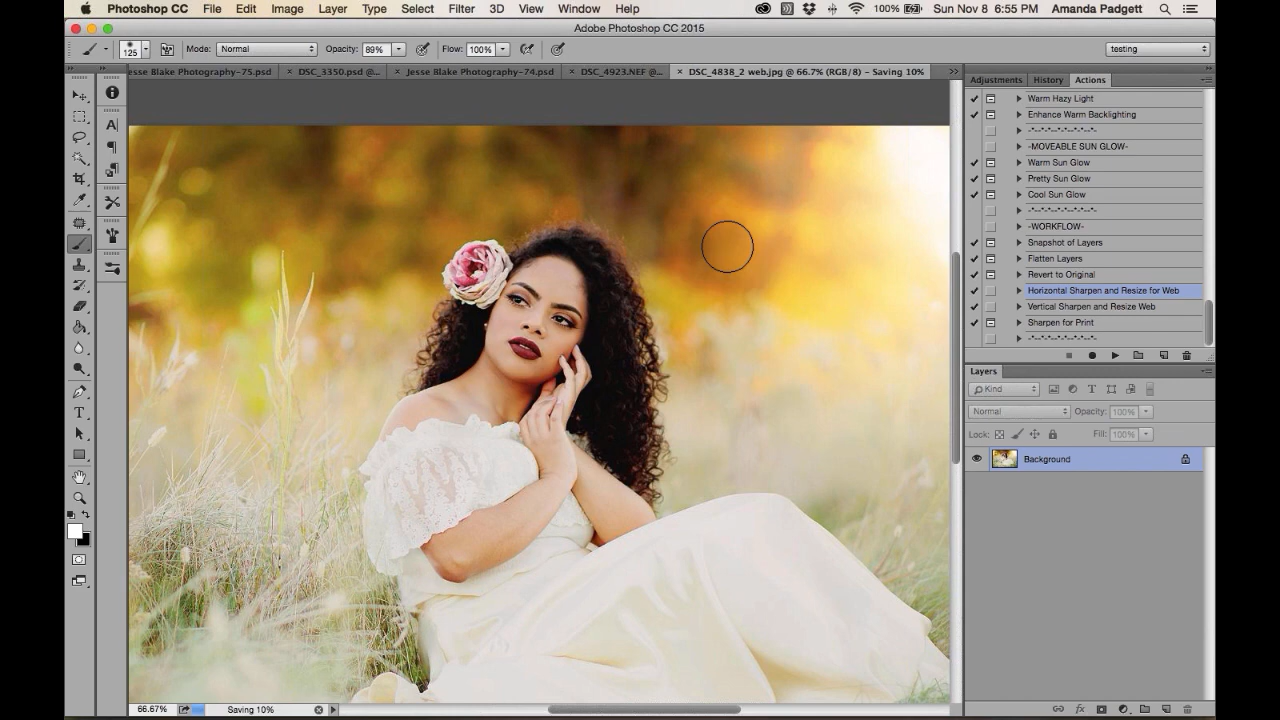 Photoshop CC File Edit Image Layer Type Select Filter 3D View Window Help 100% Sun Nov 8 6:55 PM Amanda Padgett
Adobe Photoshop CC 2015
125 Mode: Normal Opacity: 89% Flow: 100% testing
esse Blake Photography-75.psd × DSC_3350.psd @... × Jesse Blake Photography-74.psd × DSC_4923.NEF @... × DSC_4838_2 web.jpg @ 66.7% (RGB/8) - Saving 10% >>
Adjustments History Actions
Warm Hazy Light
Enhance Warm Backlighting
-*--*--*--*--*--*--*-
-MOVEABLE SUN GLOW-
Warm Sun Glow
Pretty Sun Glow
Cool Sun Glow
-*--*--*--*--*--*--*-
-WORKFLOW-
Snapshot of Layers
Flatten Layers
Revert to Original
Horizontal Sharpen and Resize for Web
Vertical Sharpen and Resize Web
Sharpen for Print
-*--*--*--*--*--*--*-
Layers
Kind
Normal Opacity: 100%
Lock: Fill: 100%
Background
66.67% Saving 10%